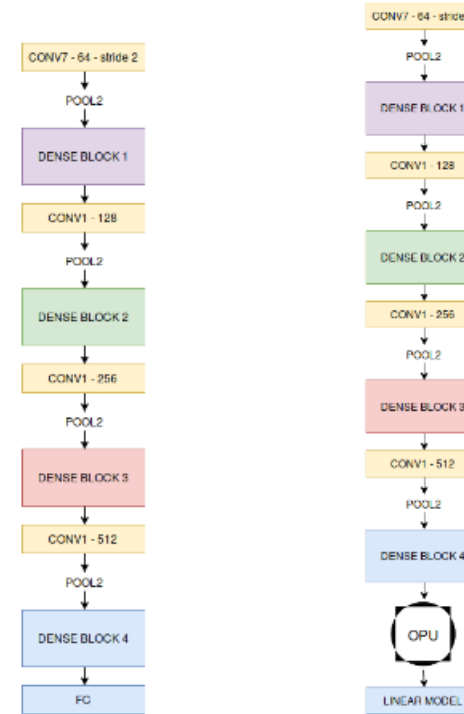 CONV7 - 64 - stride 2
POOL2
DENSE BLOCK 1
CONV1 - 128
POOL2
DENSE BLOCK 2
CONV1 - 256
POOL2
DENSE BLOCK 3
CONV1 - 512
POOL2
DENSE BLOCK 4
FC
CONV7 - 64 - stride
POOL2
DENSE BLOCK 1
CONV1 - 128
POOL2
DENSE BLOCK 2
CONV1 - 256
POOL2
DENSE BLOCK 3
CONV1 - 512
POOL2
DENSE BLOCK 4
OPU
LINEAR MODEL